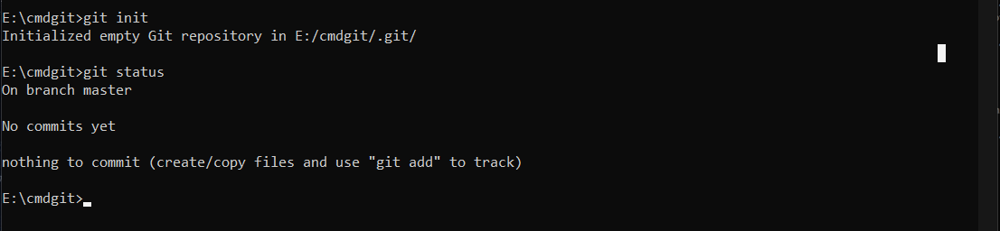 E:\cmdgit>git init
Initialized empty Git repository in E:/cmdgit/.git/
E:\cmdgit>git status
On branch master
No commits yet
nothing to commit (create/copy files and use "git add" to track)
E:\cmdgit>